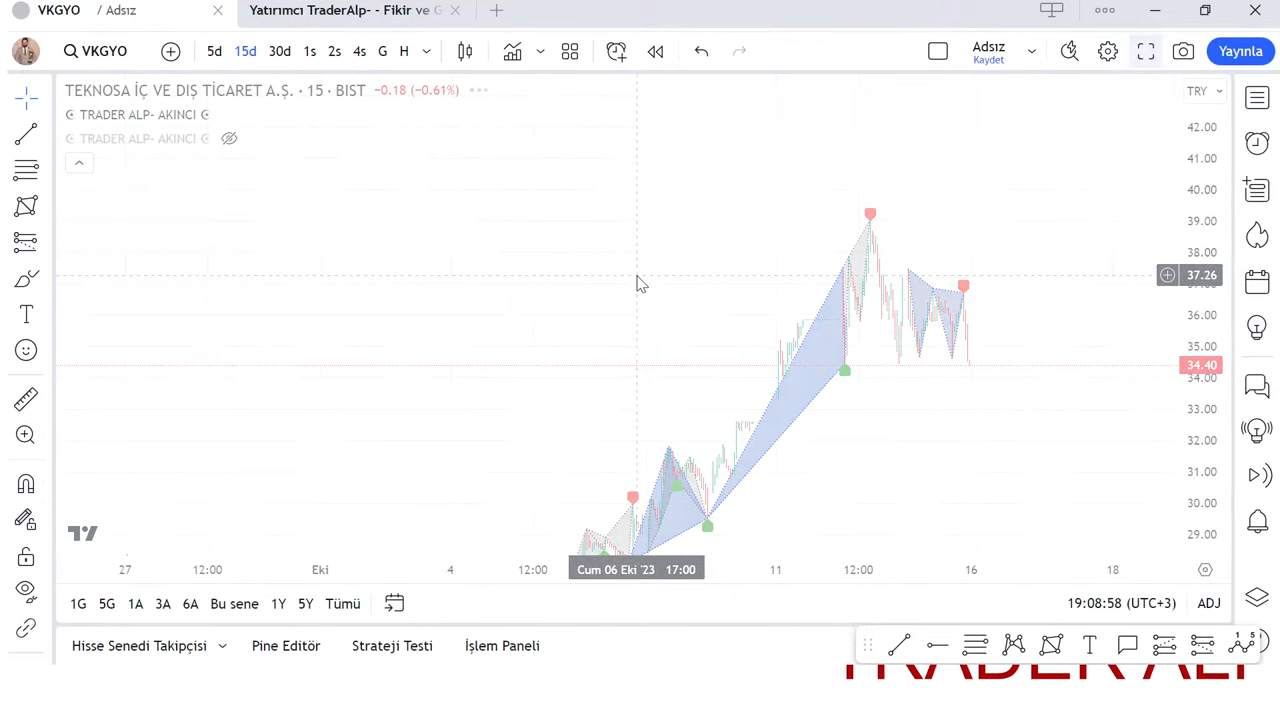 VKGYO / Adsız
Yatırımcı TraderAlp- - Fikir ve G
VKGYO 5d 15d 30d 1s 2s 4s G H Adsız Kaydet Yayınla
TEKNOSA İÇ VE DIŞ TİCARET A.Ş. · 15 · BIST −0.18 (−0.61%)
TRY
TRADER ALP- AKINCI
TRADER ALP- AKINCI
42.00
41.00
40.00
39.00
38.00
37.26
36.00
35.00
34.40
34.00
33.00
32.00
31.00
30.00
29.00
27 12:00 Eki 4 12:00 Cum 06 Eki '23 17:00 11 12:00 16 18
1G 5G 1A 3A 6A Bu sene 1Y 5Y Tümü 19:08:58 (UTC+3) ADJ
Hisse Senedi Takipçisi Pine Editör Strateji Testi İşlem Paneli
TRADER ALP